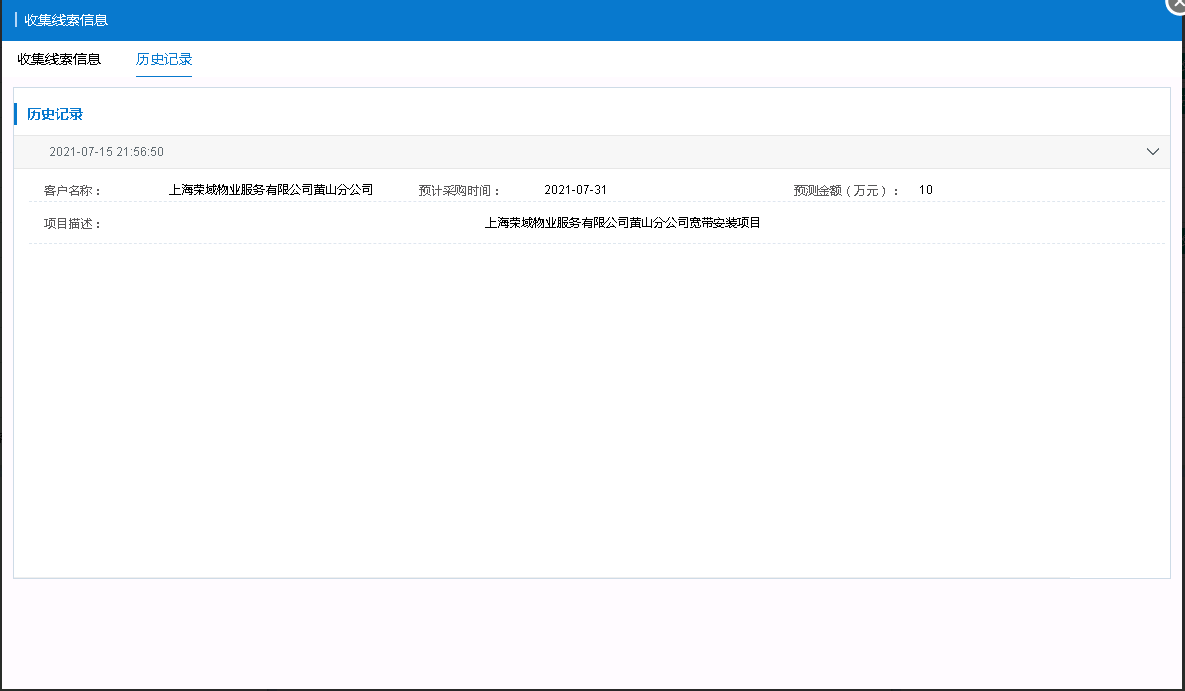 收集线索信息
收集线索信息 历史记录
历史记录
2021-07-15 21:56:50
客户名称： 上海荣域物业服务有限公司黄山分公司 预计采购时间： 2021-07-31 预测金额（万元）： 10
项目描述： 上海荣域物业服务有限公司黄山分公司宽带安装项目